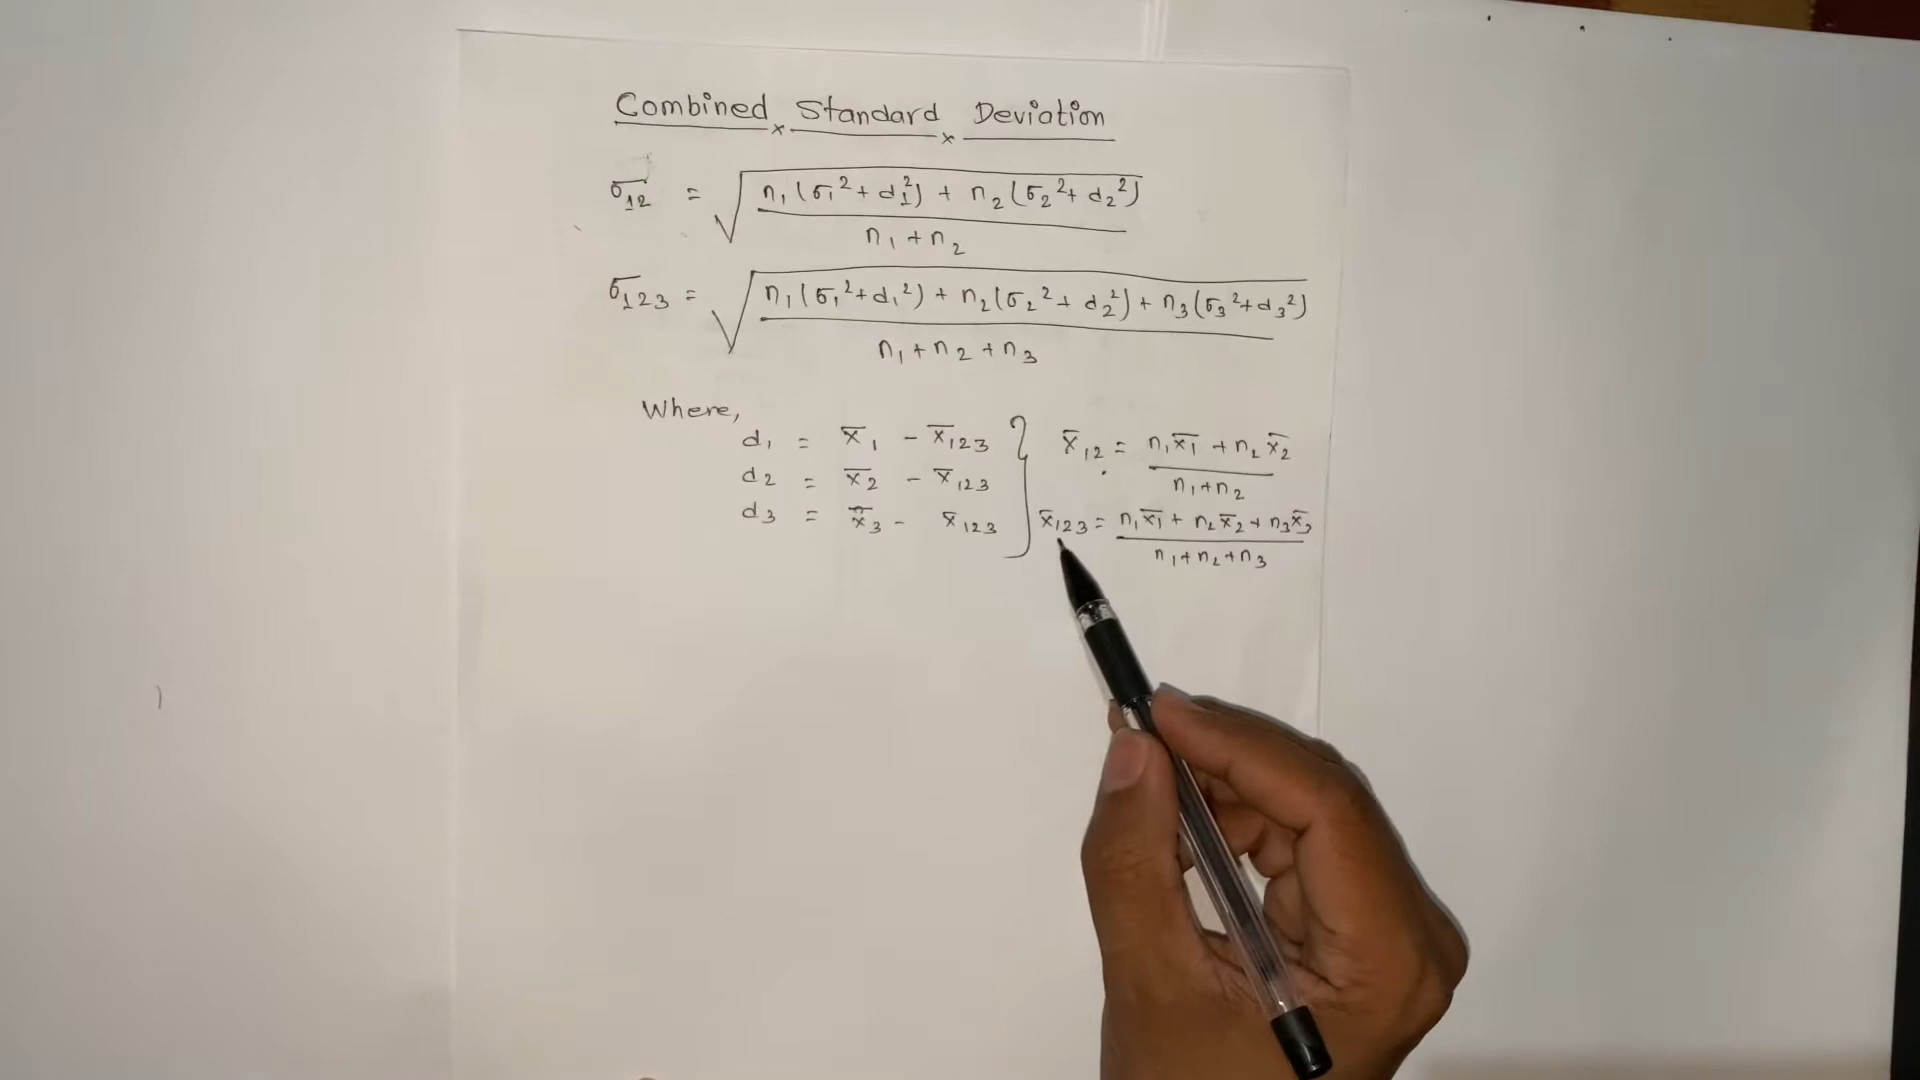 Combined Standard Deviation
σ₁₂ = √(n₁(σ₁² + d₁²) + n₂(σ₂² + d₂²) / n₁ + n₂)
σ₁₂₃ = √(n₁(σ₁² + d₁²) + n₂(σ₂² + d₂²) + n₃(σ₃² + d₃²) / n₁ + n₂ + n₃)
Where,
d₁ = x̄₁ - x̄₁₂₃
d₂ = x̄₂ - x̄₁₂₃
d₃ = x̄₃ - x̄₁₂₃
x̄₁₂ = n₁x̄₁ + n₂x̄₂ / n₁ + n₂
x̄₁₂₃ = n₁x̄₁ + n₂x̄₂ + n₃x̄₃ / n₁ + n₂ + n₃